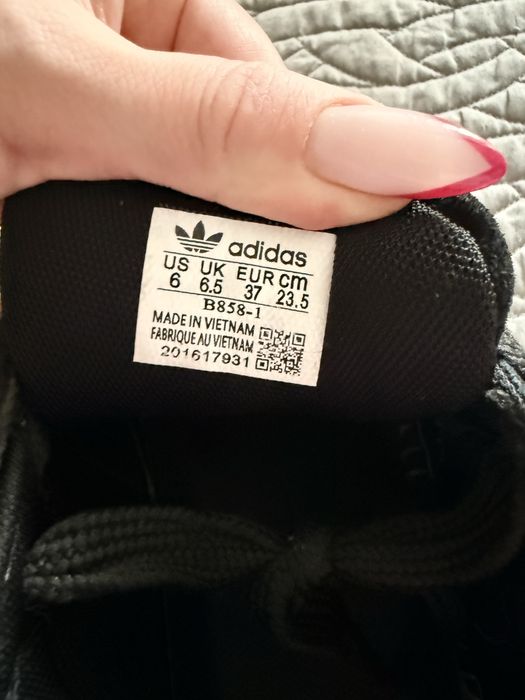 adidas
US UK EUR cm
6 6.5 37 23.5
B858-1
MADE IN VIETNAM
FABRIQUE AU VIETNAM
201617931